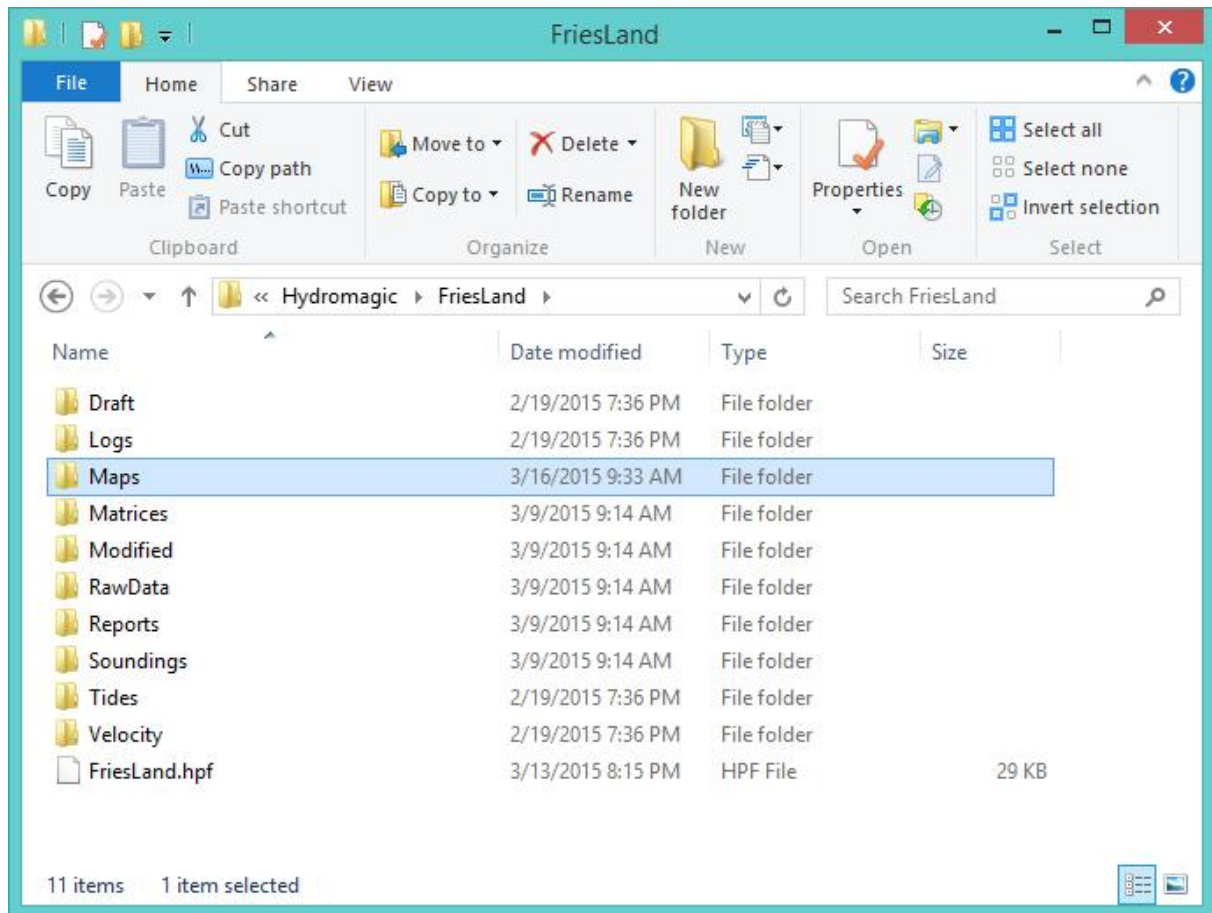 FriesLand
File Home Share View
Copy
Paste
Cut
Copy path
Paste shortcut
Clipboard
Move to
Copy to
Delete
Rename
Organize
New folder
New
Properties
Open
Select all
Select none
Invert selection
Select
« Hydromagic FriesLand
Search FriesLand
Name Date modified Type Size
Draft 2/19/2015 7:36 PM File folder
Logs 2/19/2015 7:36 PM File folder
Maps 3/16/2015 9:33 AM File folder
Matrices 3/9/2015 9:14 AM File folder
Modified 3/9/2015 9:14 AM File folder
RawData 3/9/2015 9:14 AM File folder
Reports 3/9/2015 9:14 AM File folder
Soundings 3/9/2015 9:14 AM File folder
Tides 2/19/2015 7:36 PM File folder
Velocity 2/19/2015 7:36 PM File folder
FriesLand.hpf 3/13/2015 8:15 PM HPF File 29 KB
11 items 1 item selected